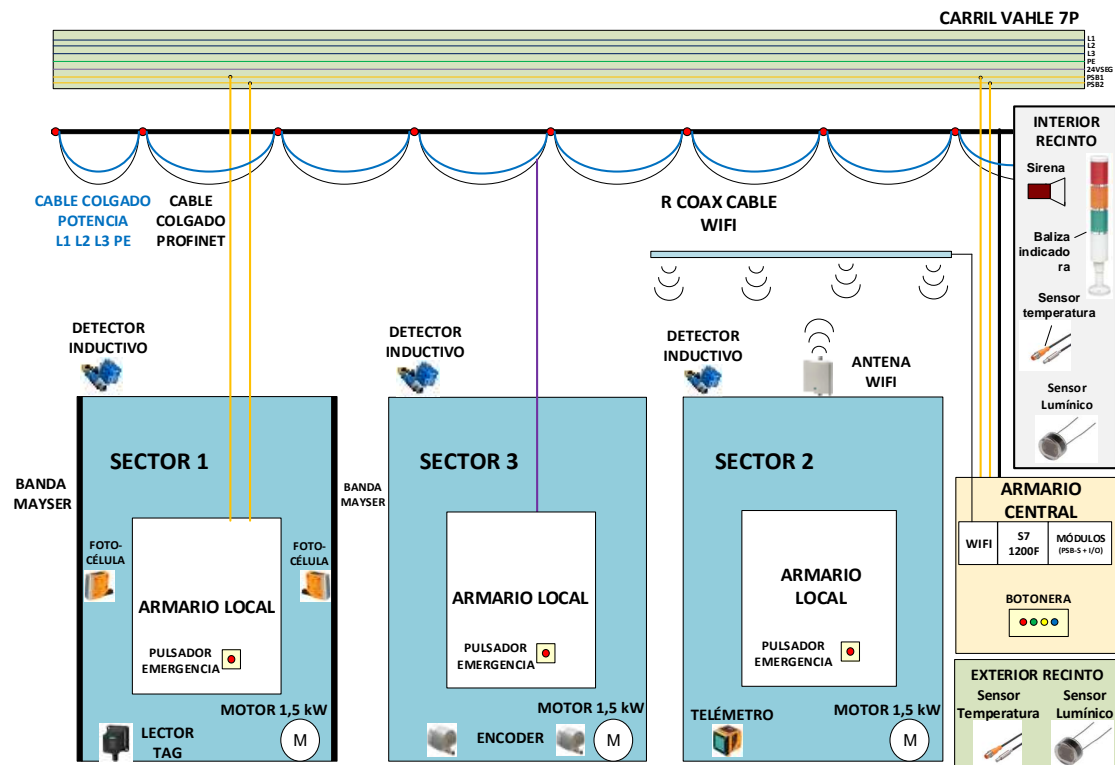 CARRIL VAHLE 7P
L1
L2
L3
PE
24VSEG
PSB1
PSB2
CABLE COLGADO
POTENCIA
L1 L2 L3 PE
CABLE
COLGADO
PROFINET
R COAX CABLE
WIFI
INTERIOR
RECINTO
Sirena
Baliza
indicado
ra
Sensor
temperatura
Sensor
Lumínico
DETECTOR
INDUCTIVO
DETECTOR
INDUCTIVO
DETECTOR
INDUCTIVO
ANTENA
WIFI
SECTOR 1
BANDA
MAYSER
FOTO-
CÉLULA
FOTO-
CÉLULA
ARMARIO LOCAL
PULSADOR
EMERGENCIA
LECTOR
TAG
MOTOR 1,5 kW
M
BANDA
MAYSER
SECTOR 3
ARMARIO LOCAL
PULSADOR
EMERGENCIA
ENCODER
MOTOR 1,5 kW
M
SECTOR 2
ARMARIO
LOCAL
PULSADOR
EMERGENCIA
TELÉMETRO
MOTOR 1,5 kW
M
ARMARIO
CENTRAL
WIFI
S7
1200F
MÓDULOS
(PSB-S + I/O)
BOTONERA
EXTERIOR RECINTO
Sensor
Temperatura
Sensor
Lumínico